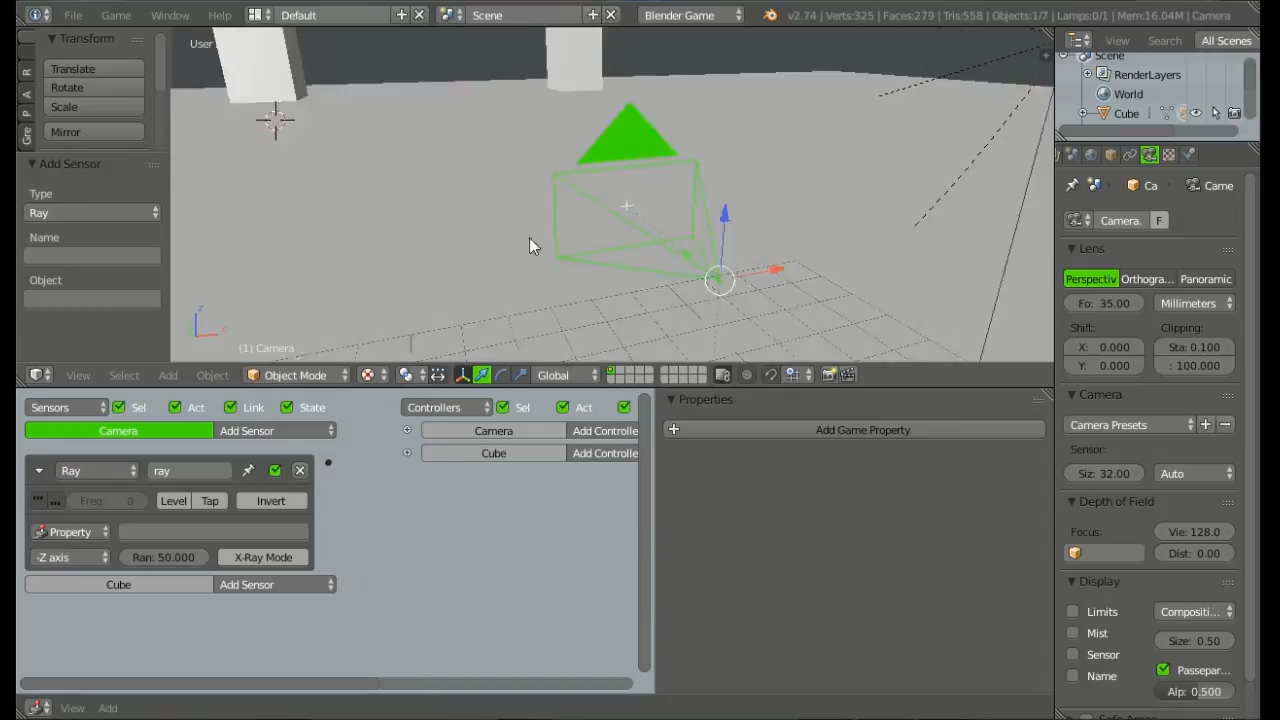 File Game Window Help Default Scene Blender Game v2.74 | Verts:325 | Faces:279 | Tris:558 | Objects:1/7 | Lamps:0/1 | Mem:16.04M | Camera
Transform
Translate
Rotate
Scale
Mirror
R
A
P
Gre
Add Sensor
Type
Ray
Name
Object
User
z
x
(1) Camera
View Select Add Object Object Mode Global
View Search All Scenes
Scene
RenderLayers
World
Cube
Ca Came
Camera. F
Lens
Perspectiv Orthogra... Panoramic
Fo: 35.00 Millimeters
Shift: Clipping:
X: 0.000 Sta: 0.100
Y: 0.000 : 100.000
Camera
Camera Presets
Sensor:
Siz: 32.00 Auto
Depth of Field
Focus: Vie: 128.0
Dist: 0.00
Display
Limits Compositi...
Mist Size: 0.50
Sensor
Name Passepar...
Alp: 0.500
Safe Areas
Sensors Sel Act Link State
Camera Add Sensor
Ray ray
Freq: 0 Level Tap Invert
Property
-Z axis Ran: 50.000 X-Ray Mode
Cube Add Sensor
Controllers Sel Act
Camera Add Controlle
Cube Add Controlle
Properties
Add Game Property
View Add